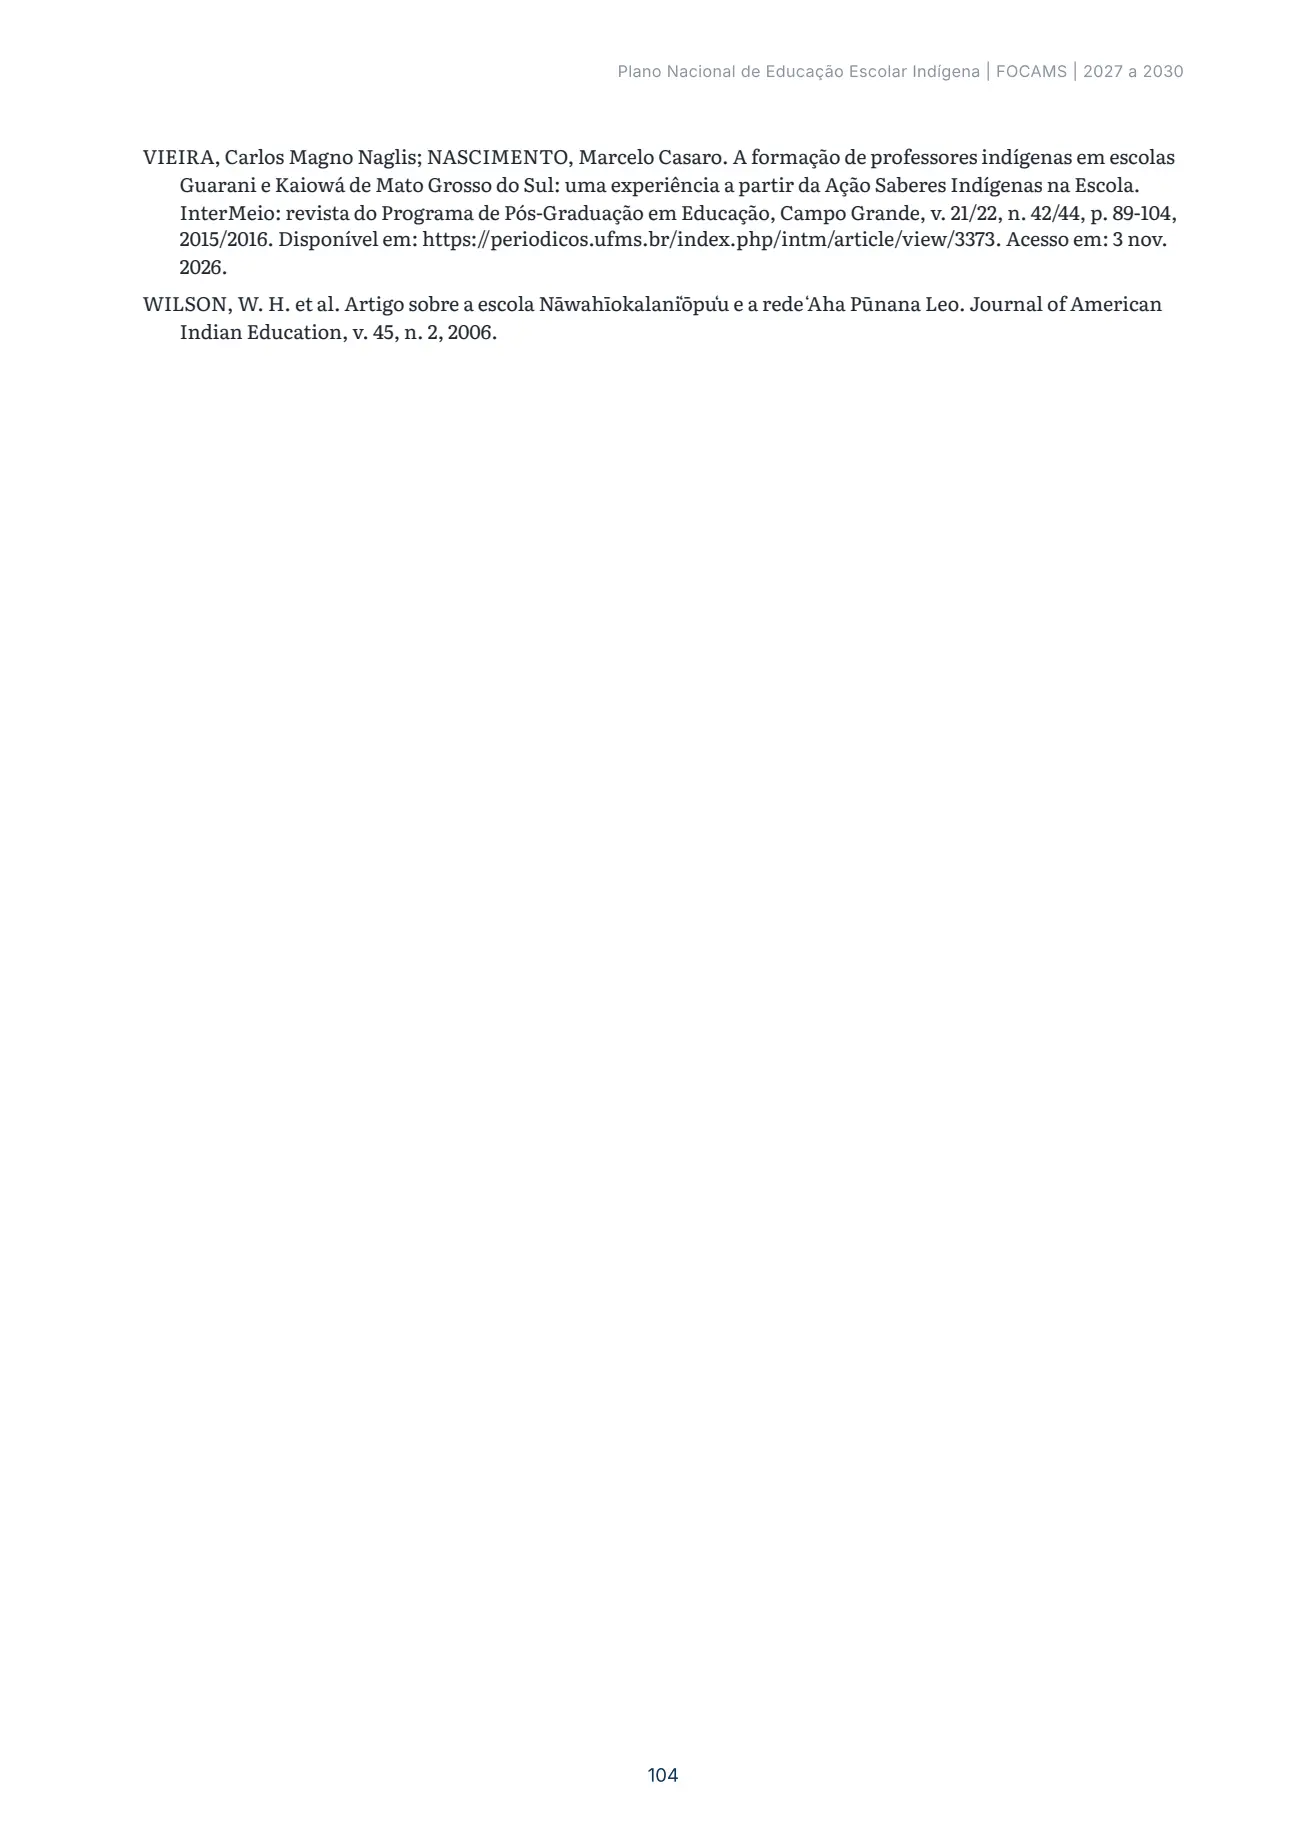 Plano Nacional de Educação Escolar Indígena | FOCAMS | 2027 a 2030
VIEIRA, Carlos Magno Naglis; NASCIMENTO, Marcelo Casaro. A formação de professores indígenas em escolas
Guarani e Kaiowá de Mato Grosso do Sul: uma experiência a partir da Ação Saberes Indígenas na Escola.
InterMeio: revista do Programa de Pós-Graduação em Educação, Campo Grande, v. 21/22, n. 42/44, p. 89-104,
2015/2016. Disponível em: https://periodicos.ufms.br/index.php/intm/article/view/3373. Acesso em: 3 nov.
2026.
WILSON, W. H. et al. Artigo sobre a escola Nāwahīokalaniʻōpuʻu e a rede ʻAha Pūnana Leo. Journal of American
Indian Education, v. 45, n. 2, 2006.
104